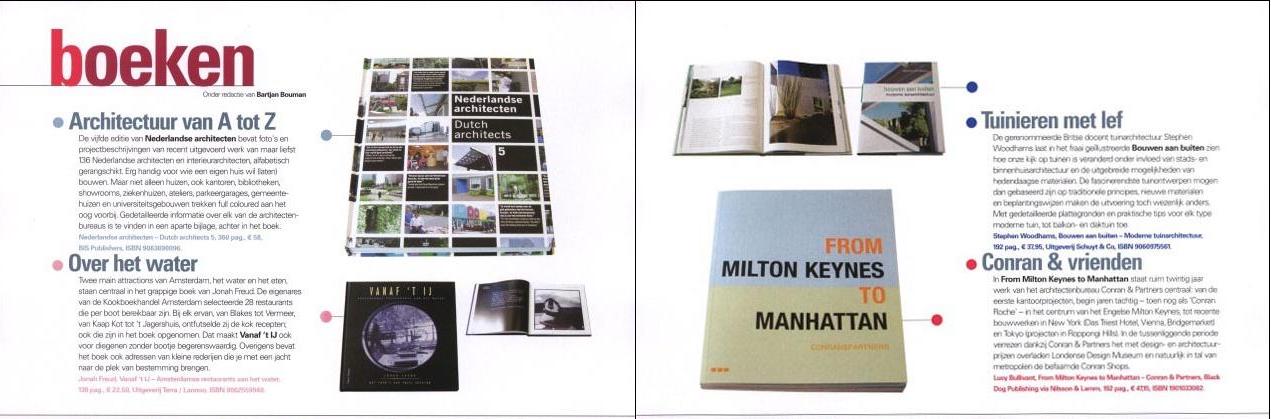 boeken
Onder redactie van Bartjan Bouman
Architectuur van A tot Z
De vijfde editie van Nederlandse architecten bevat foto's en
projectbeschrijvingen van recent uitgevoerd werk van maar liefst
136 Nederlandse architecten en interieurarchitecten, alfabetisch
gerangschikt. Erg handig voor wie een eigen huis wil (laten)
bouwen. Maar niet alleen huizen, ook kantoren, bibliotheken,
showrooms, ziekenhuizen, ateliers, parkeergarages, gemeente-
huizen en universiteitsgebouwen trekken full coloured aan het
oog voorbij. Gedetailleerde informatie over elk van de architecten-
bureaus is te vinden in een aparte bijlage, achter in het boek.
Nederlandse architecten – Dutch architects 5, 360 pag., € 58,
BIS Publishers, ISBN
Over het water
Twee main attractions van Amsterdam, het water en het eten,
staan centraal in het grappige boek van Jonah Freud. De eigenares
van de Kookboekhandel Amsterdam selecteerde 28 restaurants
die per boot bereikbaar zijn. Bij elk ervan, van Blakes tot Vermeer,
van Kaap Kot tot 't Jagershuis, ontfutselde zij de kok recepten;
ook die zijn in het boek opgenomen. Dat maakt Vanaf 't IJ ook
voor diegenen zonder bootje begerenswaardig. Overigens bevat
het boek ook adressen van kleine rederijen die je met een jacht
naar de plek van bestemming brengen.
Jonah Freud, Vanaf 't IJ – Amsterdamse restaurants aan het water,
138 pag., € 22,50, Uitgeverij Terra / Lannoo, ISBN
Nederlandse
architecten
Dutch
architects
5
VANAF 'T IJ
JONAH FREUD
bouwen aan buiten
moderne tuinarchitectuur
FROM
MILTON KEYNES
TO
MANHATTAN
CONRAN&PARTNERS
Tuinieren met lef
De gerenommeerde Britse docent tuinarchitectuur Stephen
Woodhams laat in het fraai geïllustreerde Bouwen aan buiten zien
hoe onze kijk op tuinen is veranderd onder invloed van stads- en
binnenhuisarchitectuur en de uitgebreide mogelijkheden van
hedendaagse materialen. De fascinerendste tuinontwerpen mogen
dan gebaseerd zijn op traditionele principes, nieuwe materialen
en beplantingswijzen maken de uitvoering toch wezenlijk anders.
Met gedetailleerde plattegronden en praktische tips voor elk type
moderne tuin, tot balkon- en daktuin toe.
Stephen Woodhams, Bouwen aan buiten – Moderne tuinarchitectuur,
192 pag., € 37,95, Uitgeverij Schuyt & Co, ISBN 9060975561.
Conran & vrienden
In From Milton Keynes to Manhattan staat ruim twintig jaar
werk van het architectenbureau Conran & Partners centraal: van de
eerste kantoorprojecten, begin jaren tachtig – toen nog als 'Conran
Roche' – in het centrum van het Engelse Milton Keynes, tot recente
bouwwerken in New York (Das Triest Hotel, Vienna, Bridgemarket)
en Tokyo (projecten in Roppongi Hills). In de tussenliggende periode
verrezen dankzij Conran & Partners het met design- en architectuur-
prijzen overladen Londense Design Museum en natuurlijk in tal van
metropolen de befaamde Conran Shops.
Lucy Bullivant, From Milton Keynes to Manhattan – Conran & Partners, Black
Dog Publishing via Nilsson & Lamm, 192 pag., € 47,15, ISBN 1901033082.